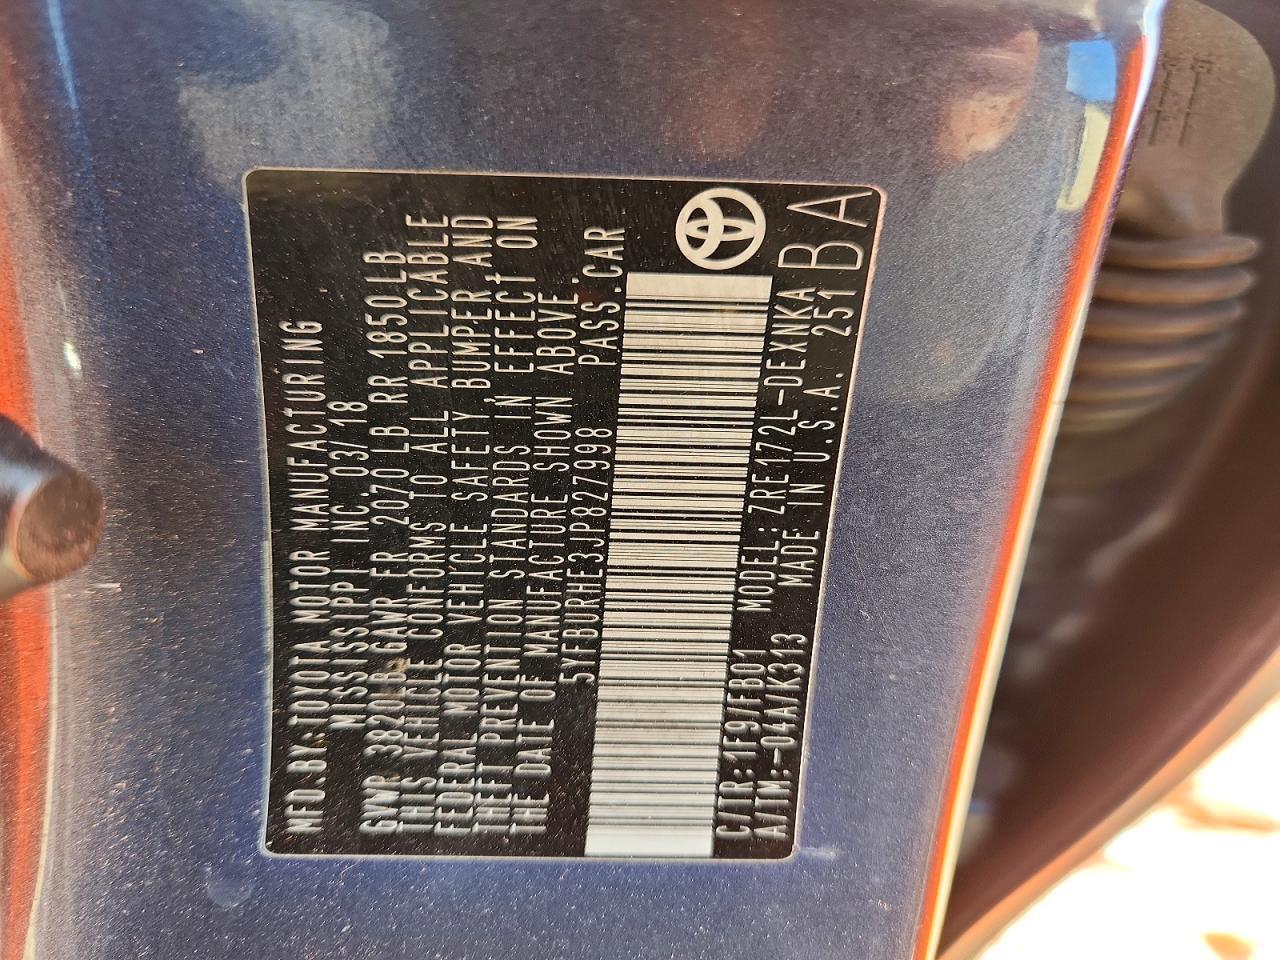 MFD.BY:TOYOTA MOTOR MANUFACTURING
MISSISSIPPI INC. 03/18
GVWR 3820LB GAWR FR 2070 LB RR 1850LB
THIS VEHICLE CONFORMS TO ALL APPLICABLE
FEDERAL MOTOR VEHICLE SAFETY, BUMPER AND
THEFT PREVENTION STANDARDS IN EFFECT ON
THE DATE OF MANUFACTURE SHOWN ABOVE.
5YFBURHE3JP827998 PASS.CAR
C/TR:1F9/FB01 MODEL:ZRE172L-DEXNKA
A/TM:-04A/K313 MADE IN U.S.A. 251BA